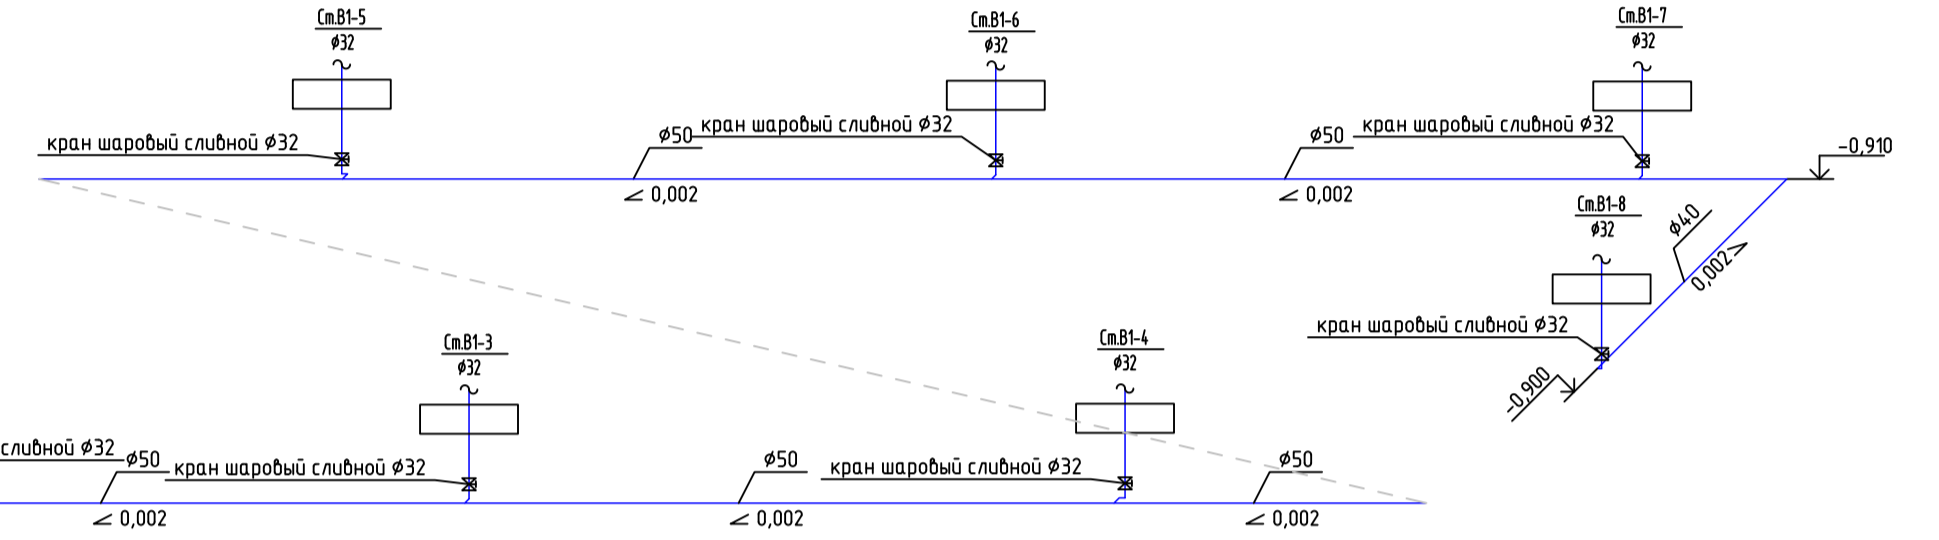 Ст.В1-5
Ø32
Ст.В1-6
Ø32
Ст.В1-7
Ø32
кран шаровый сливной Ø32
Ø50
кран шаровый сливной Ø32
Ø50
кран шаровый сливной Ø32
-0,910
∠ 0,002
∠ 0,002
Ст.В1-8
Ø32
Ø40
0,002 >
кран шаровый сливной Ø32
-0,900
Ст.В1-3
Ø32
Ст.В1-4
Ø32
сливной Ø32
Ø50
кран шаровый сливной Ø32
Ø50
кран шаровый сливной Ø32
Ø50
∠ 0,002
∠ 0,002
∠ 0,002